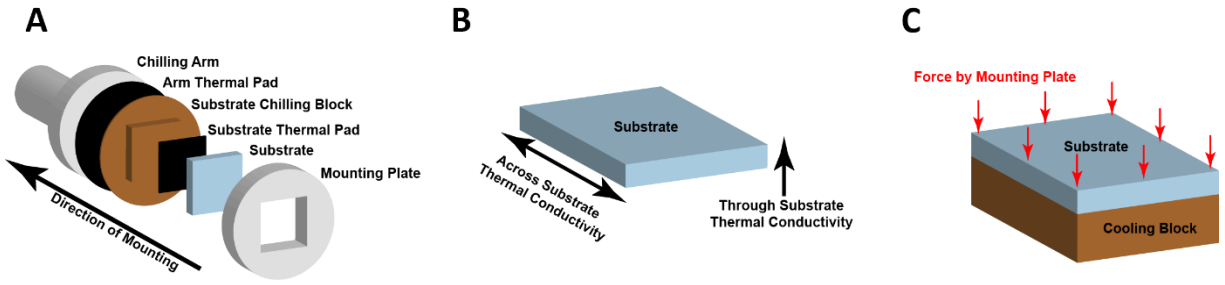 A
Chilling Arm
Arm Thermal Pad
Substrate Chilling Block
Substrate Thermal Pad
Substrate
Mounting Plate
Direction of Mounting
B
Substrate
Across Substrate
Thermal Conductivity
Through Substrate
Thermal Conductivity
C
Force by Mounting Plate
Substrate
Cooling Block